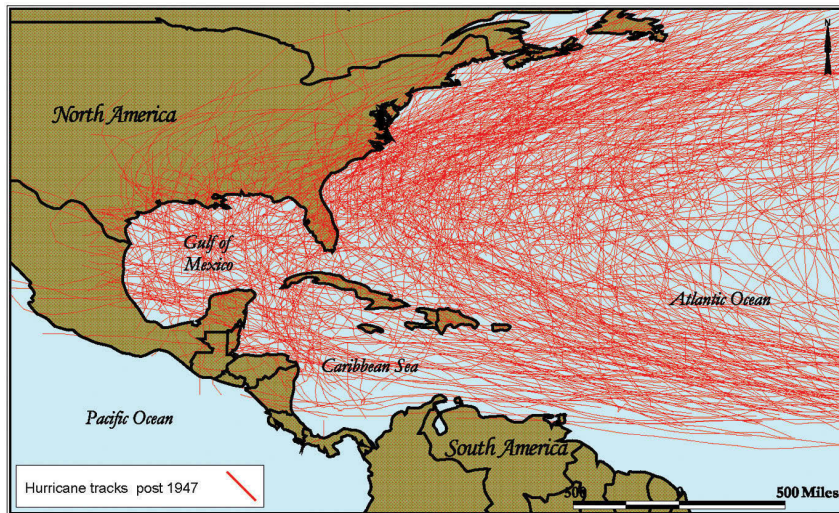 N
North America
Gulf of
Mexico
Atlantic Ocean
Caribbean Sea
Pacific Ocean
South America
Hurricane tracks post 1947
500 0 500 Miles